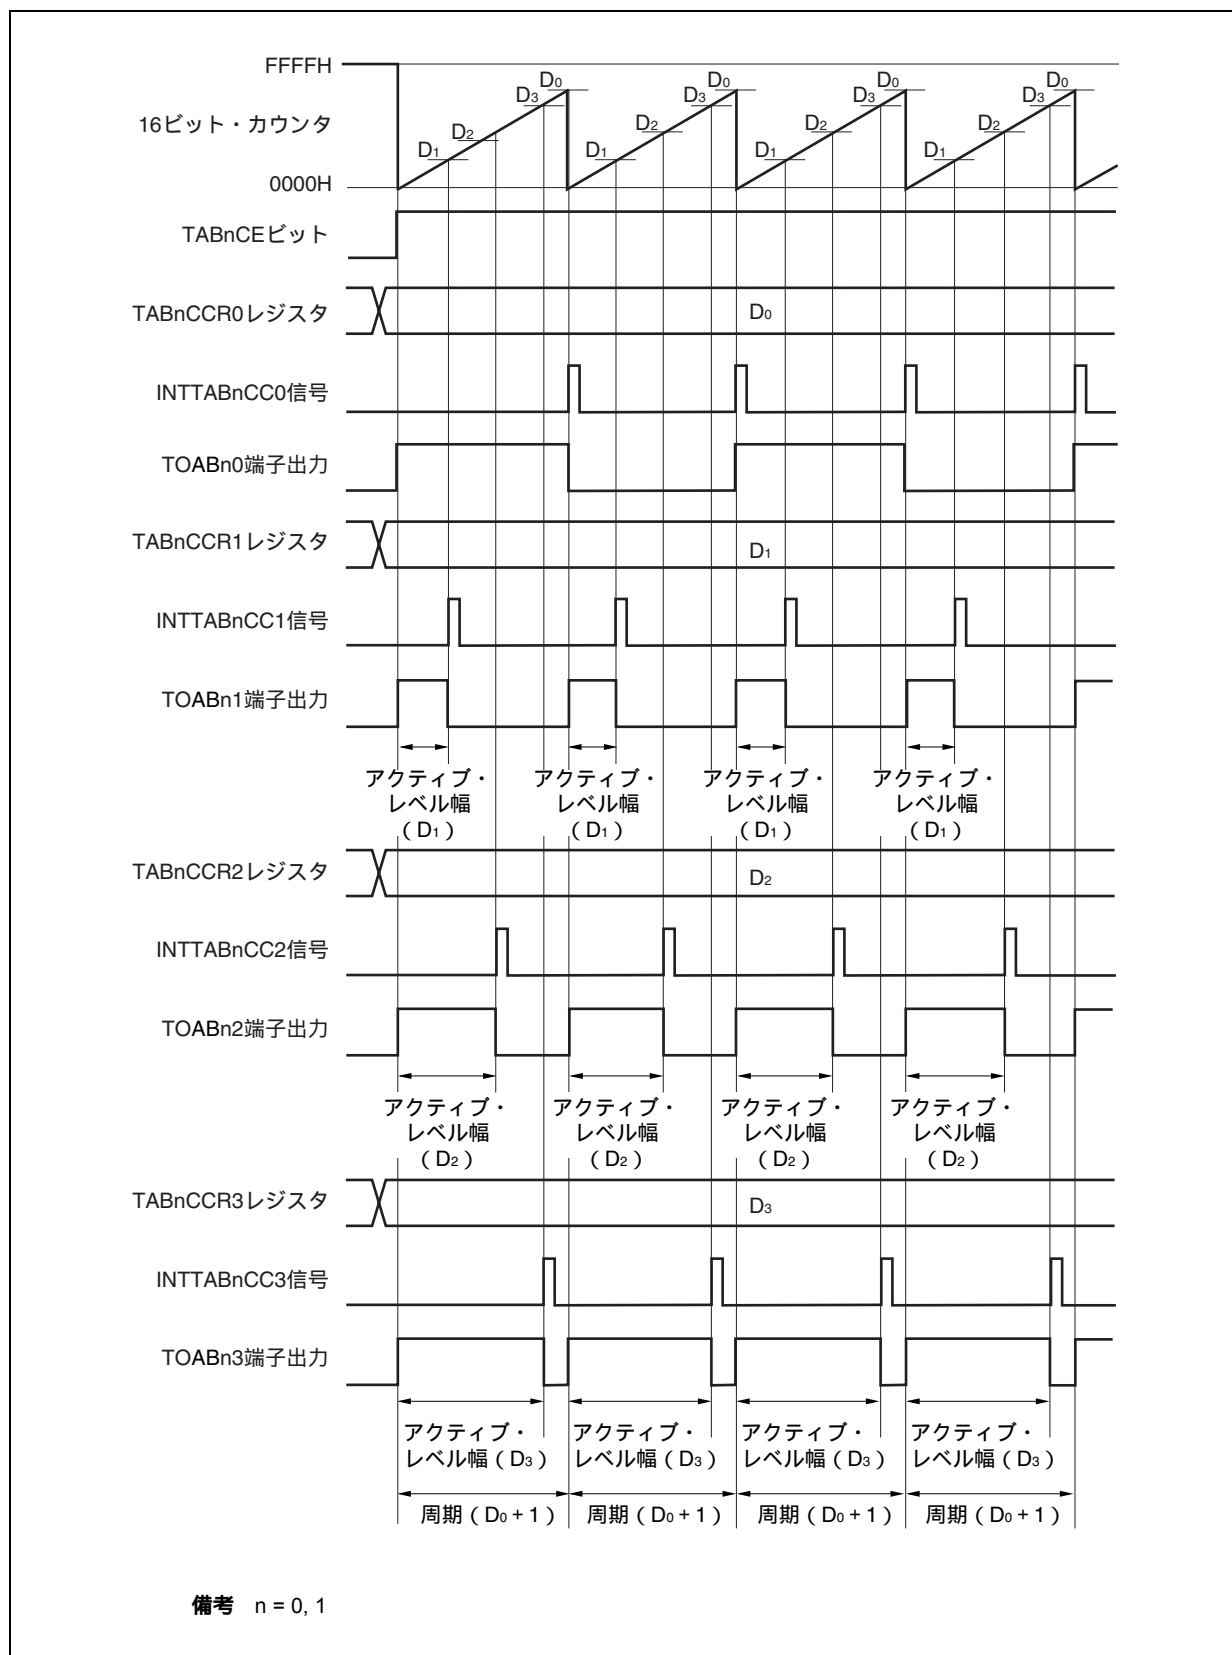 FFFFH
D0 D0 D0 D0
D3 D3 D3 D3
16ビット・カウンタ
D2 D2 D2 D2
D1 D1 D1 D1
0000H
TABnCEビット
TABnCCR0レジスタ D0
INTTABnCC0信号
TOABn0端子出力
TABnCCR1レジスタ D1
INTTABnCC1信号
TOABn1端子出力
アクティブ・ アクティブ・ アクティブ・ アクティブ・
レベル幅 レベル幅 レベル幅 レベル幅
(D1) (D1) (D1) (D1)
TABnCCR2レジスタ D2
INTTABnCC2信号
TOABn2端子出力
アクティブ・ アクティブ・ アクティブ・ アクティブ・
レベル幅 レベル幅 レベル幅 レベル幅
(D2) (D2) (D2) (D2)
TABnCCR3レジスタ D3
INTTABnCC3信号
TOABn3端子出力
アクティブ・ アクティブ・ アクティブ・ アクティブ・
レベル幅(D3) レベル幅(D3) レベル幅(D3) レベル幅(D3)
周期(D0+1) 周期(D0+1) 周期(D0+1) 周期(D0+1)
備考 n = 0, 1